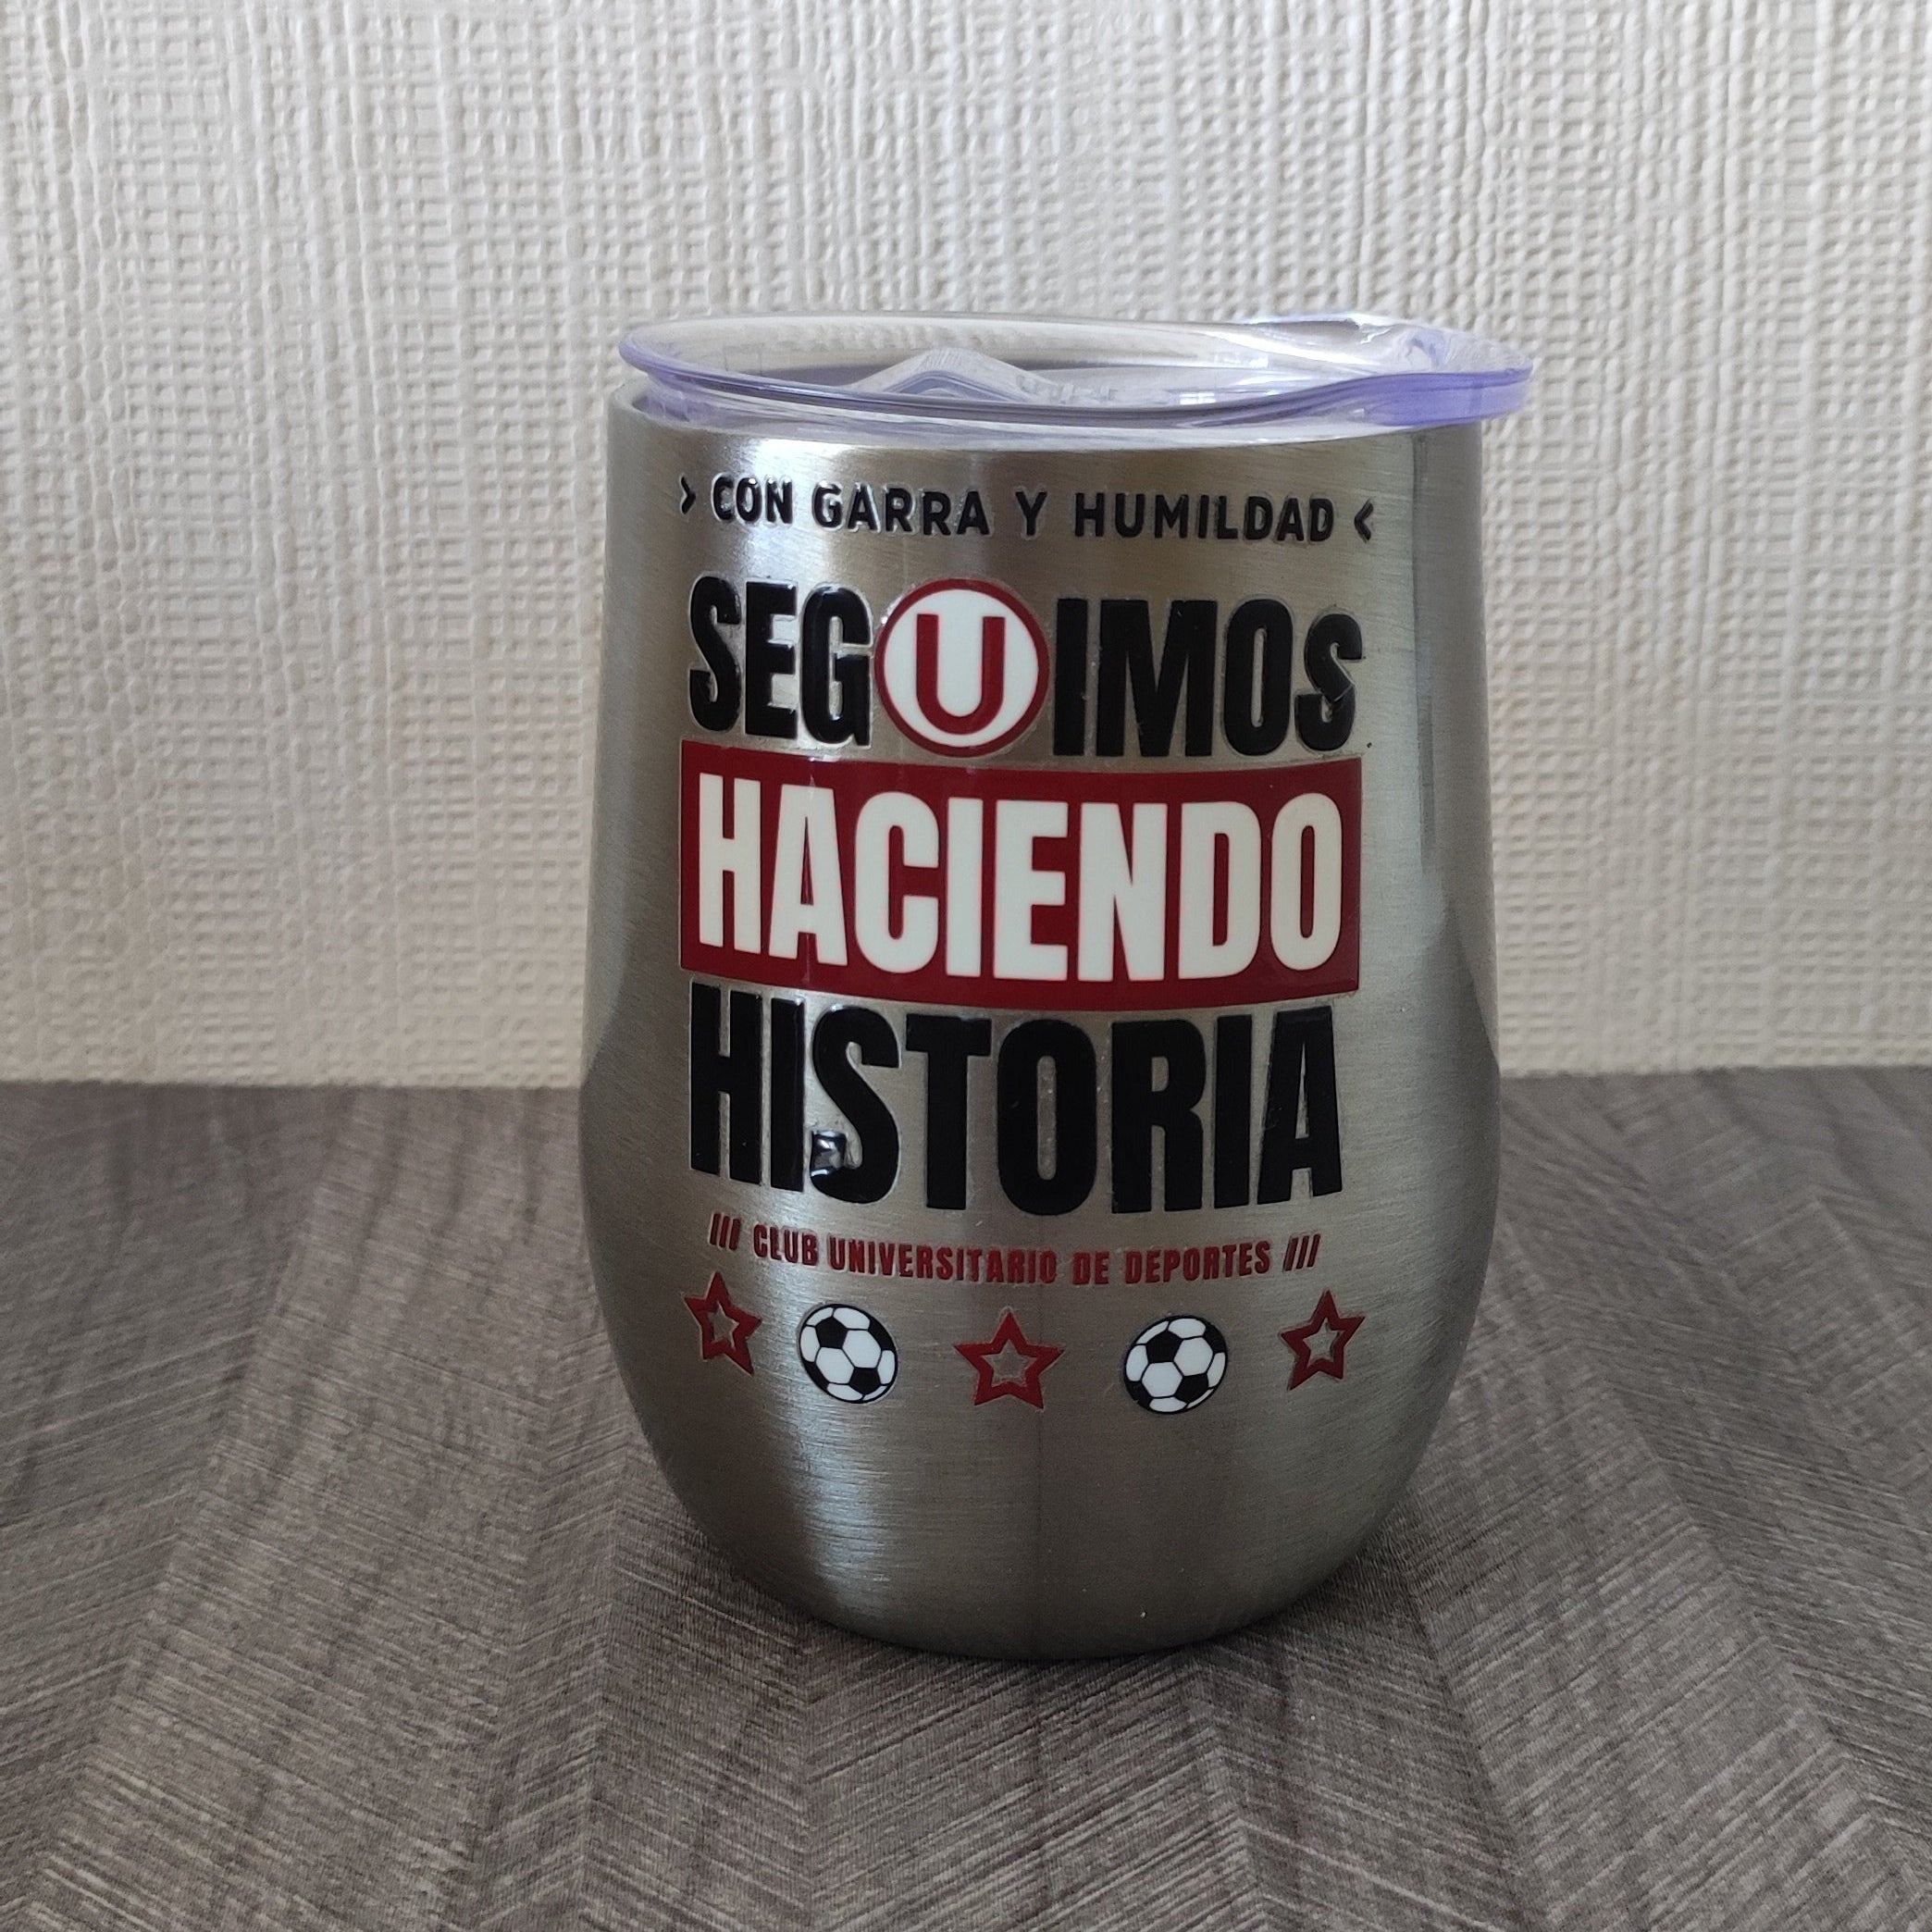 > CON GARRA Y HUMILDAD <
SEGUIMOS
HACIENDO
HISTORIA
/// CLUB UNIVERSITARIO DE DEPORTES ///